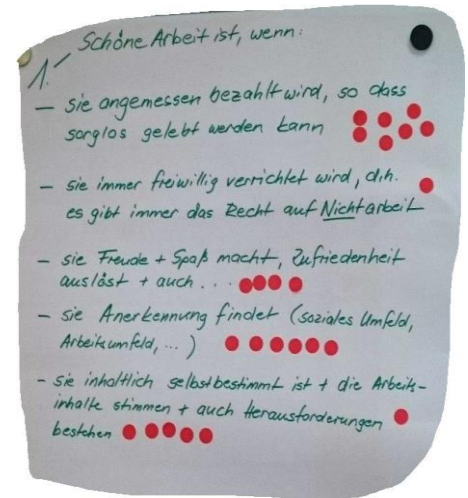 1. Schöne Arbeit ist, wenn:
– sie angemessen bezahlt wird, so dass
sorglos gelebt werden kann
– sie immer freiwillig verrichtet wird, d.h.
es gibt immer das Recht auf Nichtarbeit
– sie Freude + Spaß macht, Zufriedenheit
auslöst + auch ...
– sie Anerkennung findet (soziales Umfeld,
Arbeitsumfeld, ...)
– sie inhaltlich selbstbestimmt ist + die Arbeits-
inhalte stimmen + auch Herausforderungen
bestehen